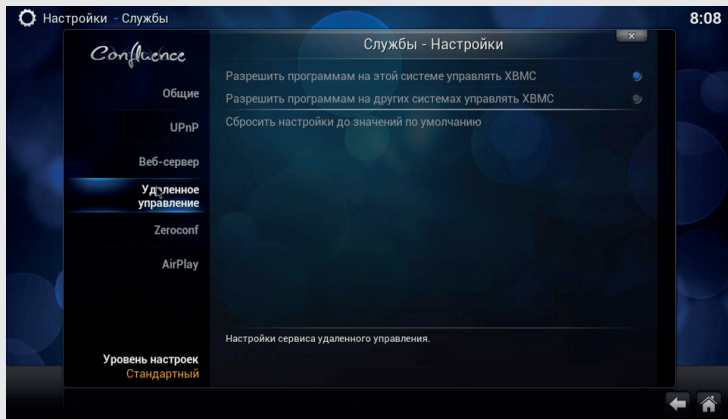 Настройки - Службы
8:08
Confluence
Службы - Настройки
x
Общие
UPnP
Веб-сервер
Удаленное
управление
Zeroconf
AirPlay
Разрешить программам на этой системе управлять XBMC
Разрешить программам на других системах управлять XBMC
Сбросить настройки до значений по умолчанию
Настройки сервиса удаленного управления.
Уровень настроек
Стандартный